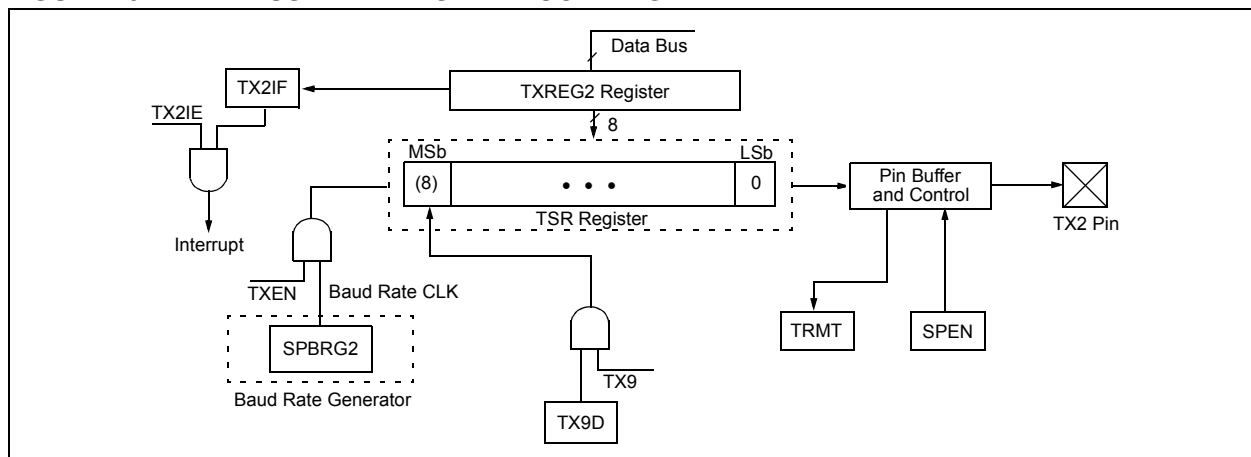 Data Bus
TX2IF
TXREG2 Register
TX2IE
8
MSb
LSb
(8)
• • •
0
TSR Register
Pin Buffer
and Control
TX2 Pin
Interrupt
TXEN
Baud Rate CLK
TRMT
SPEN
SPBRG2
TX9
Baud Rate Generator
TX9D